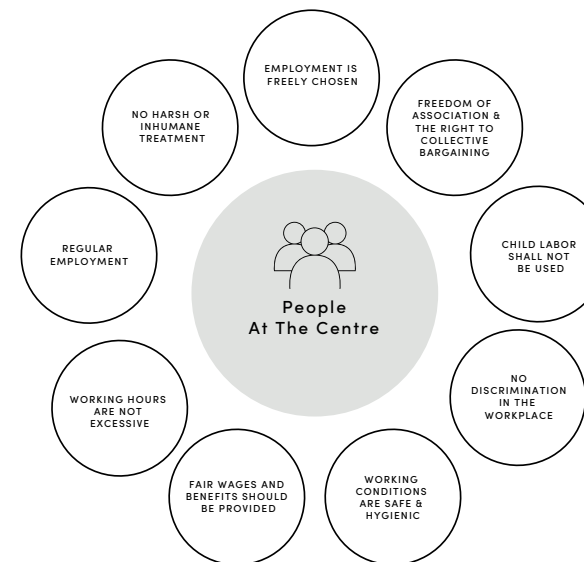 EMPLOYMENT IS
FREELY CHOSEN
FREEDOM OF
ASSOCIATION &
THE RIGHT TO
COLLECTIVE
BARGAINING
CHILD LABOR
SHALL NOT
BE USED
NO
DISCRIMINATION
IN THE
WORKPLACE
WORKING
CONDITIONS
ARE SAFE &
HYGIENIC
FAIR WAGES AND
BENEFITS SHOULD
BE PROVIDED
WORKING HOURS
ARE NOT
EXCESSIVE
REGULAR
EMPLOYMENT
NO HARSH OR
INHUMANE
TREATMENT
People
At The Centre